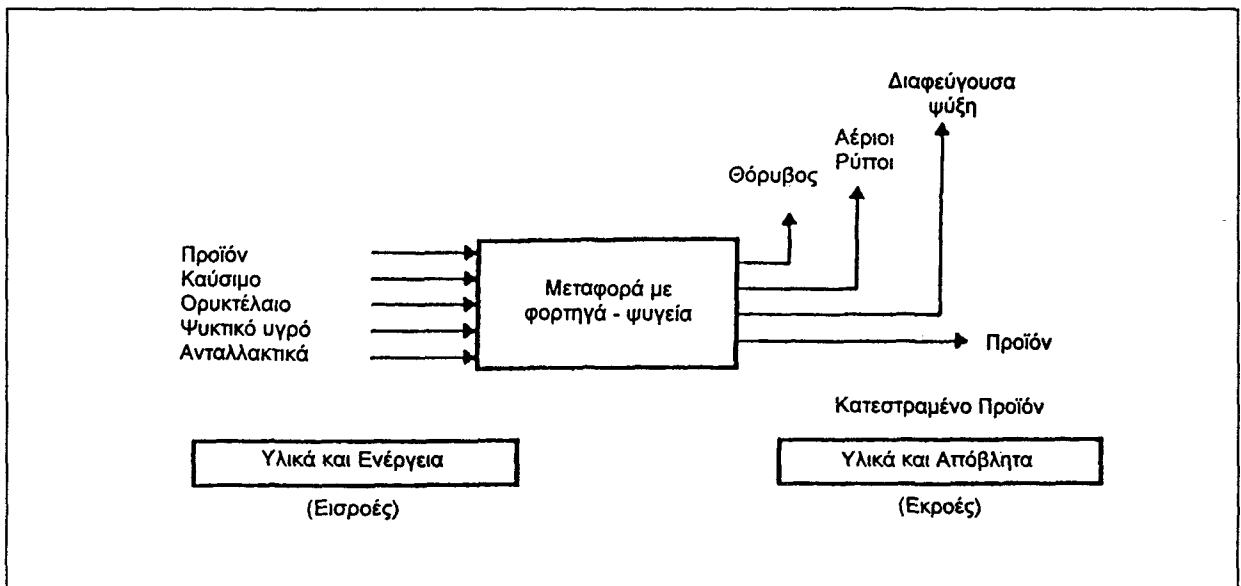 Διαφεύγουσα
ψύξη
Αέριοι
Ρύποι
Θόρυβος
Προϊόν
Καύσιμο
Ορυκτέλαιο
Ψυκτικό υγρό
Ανταλλακτικά
Μεταφορά με
φορτηγά - ψυγεία
Προϊόν
Κατεστραμένο Προϊόν
Υλικά και Ενέργεια
Υλικά και Απόβλητα
(Εισροές)
(Εκροές)